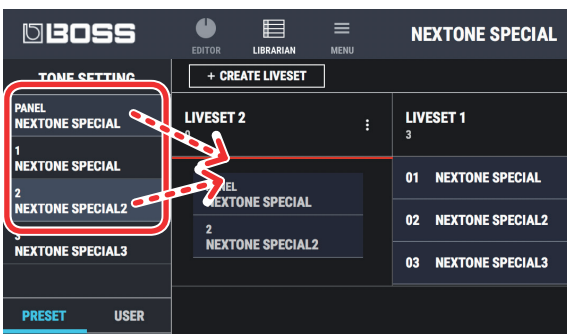 BOSS
EDITOR
LIBRARIAN
MENU
NEXTONE SPECIAL
TONE SETTING
+ CREATE LIVESET
PANEL
NEXTONE SPECIAL
1
NEXTONE SPECIAL
2
NEXTONE SPECIAL2
3
NEXTONE SPECIAL3
PRESET
USER
LIVESET 2
0
PANEL
NEXTONE SPECIAL
2
NEXTONE SPECIAL2
LIVESET 1
3
01 NEXTONE SPECIAL
02 NEXTONE SPECIAL2
03 NEXTONE SPECIAL3